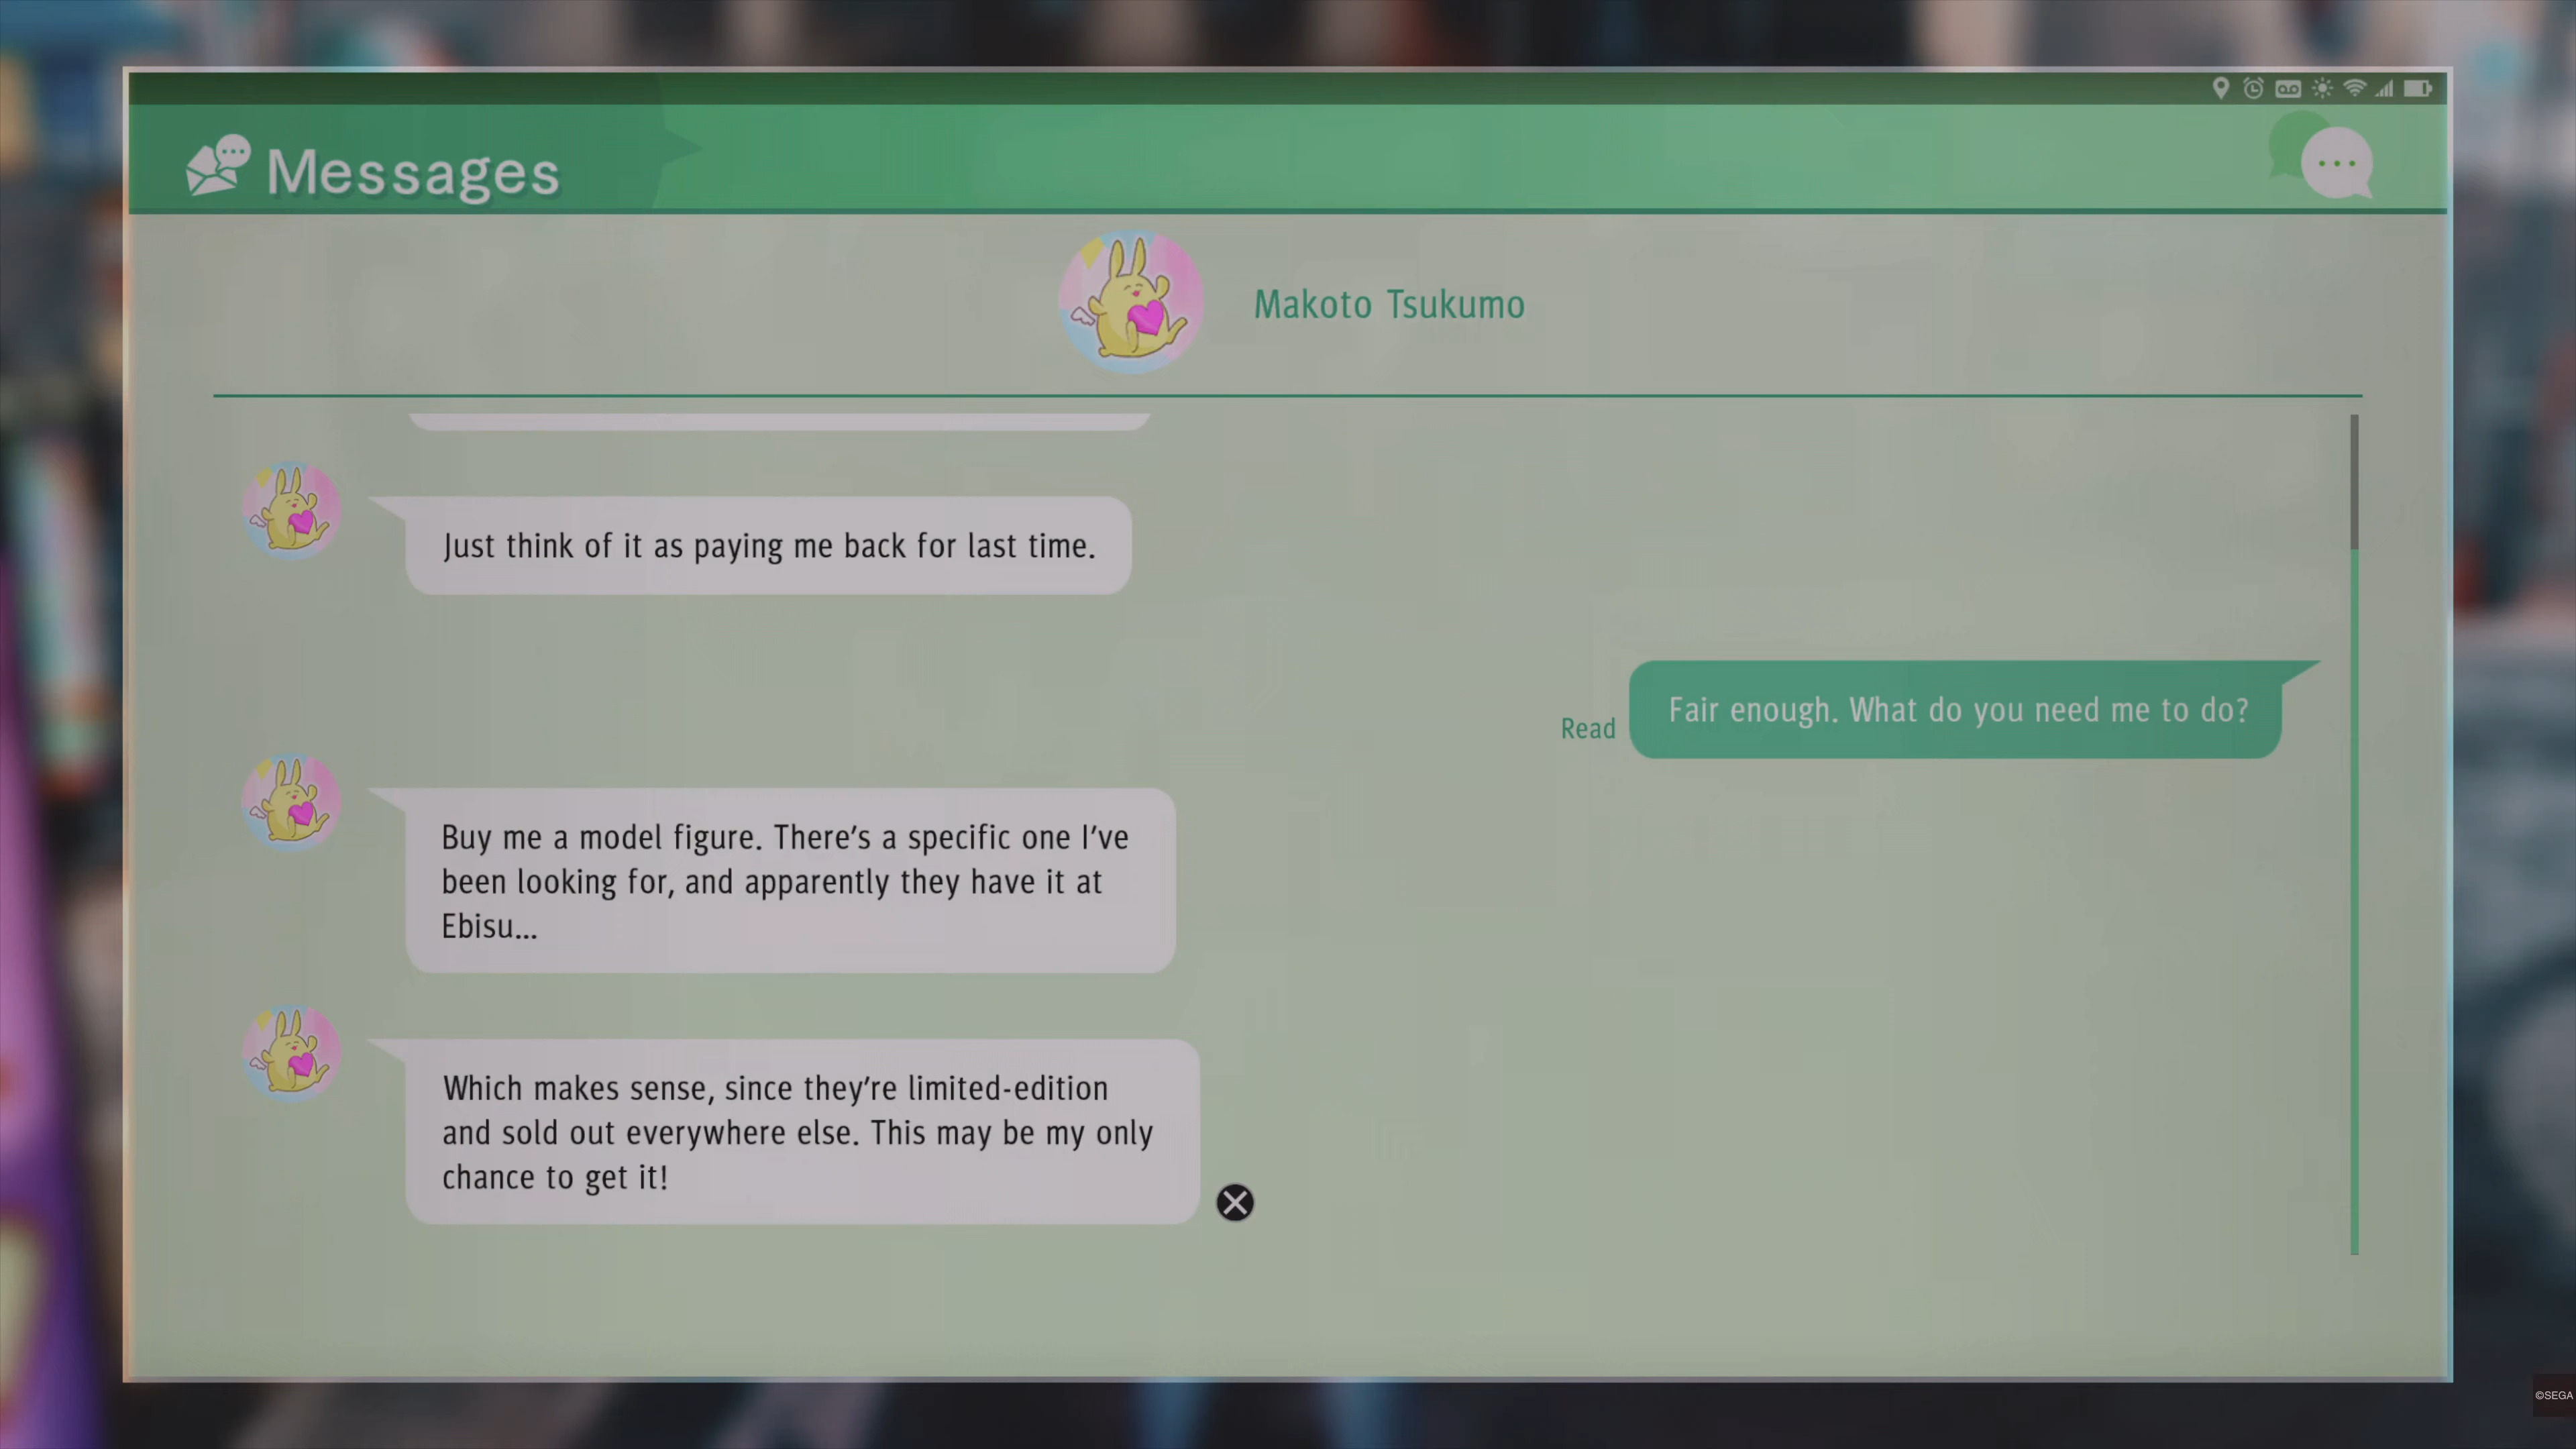 Messages
Makoto Tsukumo
Just think of it as paying me back for last time.
Fair enough. What do you need me to do?
Read
Buy me a model figure. There's a specific one I've
been looking for, and apparently they have it at
Ebisu...
Which makes sense, since they're limited-edition
and sold out everywhere else. This may be my only
chance to get it!
©SEGA